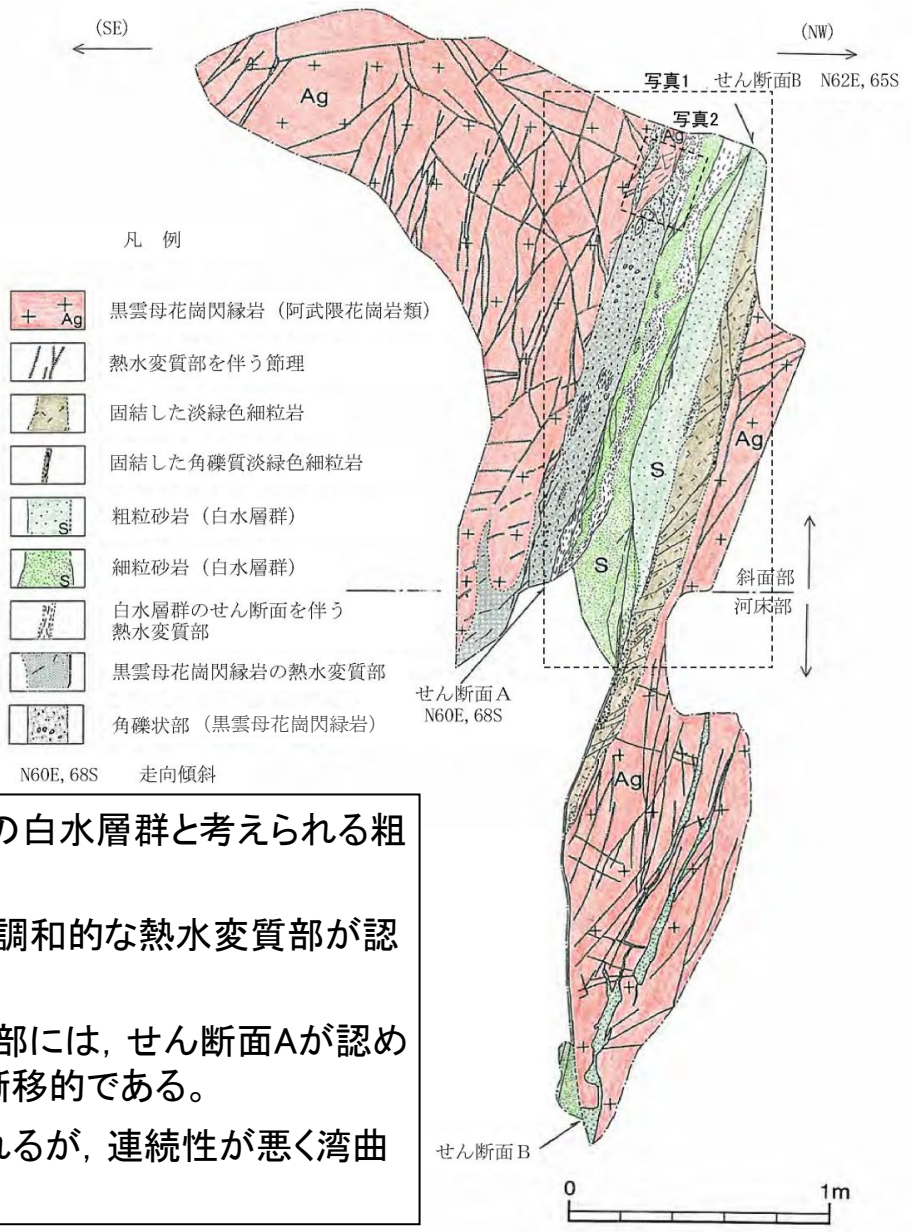 (SE)
(NW)
写真1
せん断面B N62E, 65S
写真2
Ag
Ag
凡 例
Ag
黒雲母花崗閃緑岩（阿武隈花崗岩類）
熱水変質部を伴う節理
固結した淡緑色細粒岩
固結した角礫質淡緑色細粒岩
S
粗粒砂岩（白水層群）
S
細粒砂岩（白水層群）
白水層群のせん断面を伴う
熱水変質部
黒雲母花崗閃緑岩の熱水変質部
角礫状部（黒雲母花崗閃緑岩）
N60E, 68S 走向傾斜
Ag
S
S
斜面部
河床部
せん断面A
N60E, 68S
Ag
せん断面B
0
1m
の白水層群と考えられる粗
調和的な熱水変質部が認
部には，せん断面Aが認め
漸移的である。
れるが，連続性が悪く湾曲